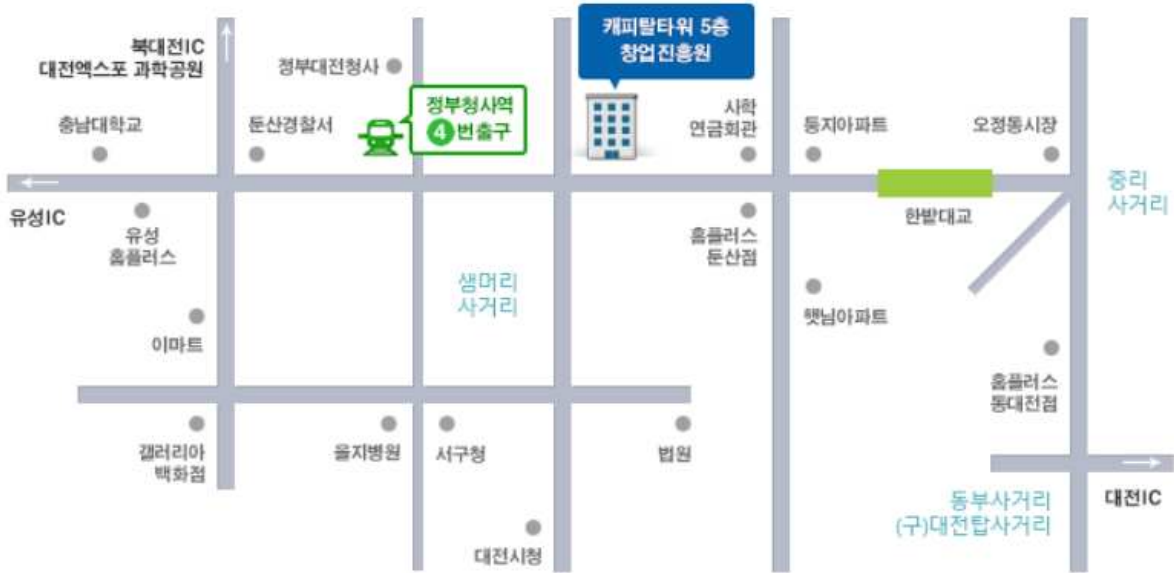 캐피탈타워 5층
창업진흥원
북대전IC
대전엑스포 과학공원
정부대전청사
정부청사역
4 번출구
충남대학교
둔산경찰서
사학
연금회관
둥지아파트
오정동시장
중리
사거리
유성IC
유성
홈플러스
홈플러스
둔산점
한밭대교
샘머리
사거리
이마트
햇님아파트
홈플러스
동대전점
갤러리아
백화점
을지병원
서구청
법원
동부사거리
(구)대전탑사거리
대전IC
대전시청